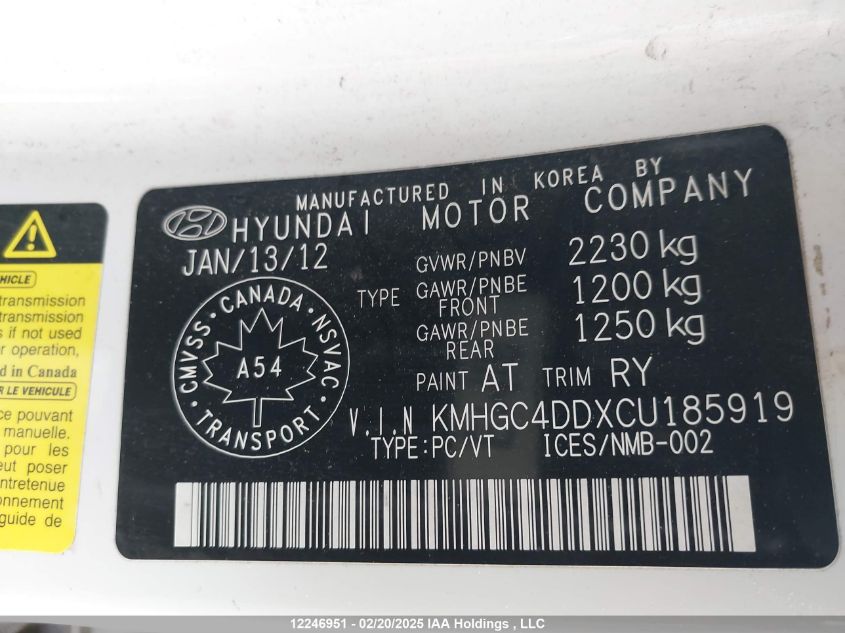 MANUFACTURED IN KOREA BY
HYUNDAI MOTOR COMPANY
JAN/13/12
GVWR/PNBV 2230 kg
TYPE GAWR/PNBE FRONT 1200 kg
GAWR/PNBE REAR 1250 kg
PAINT AT TRIM RY
CMVSS · CANADA · NSVAC
A54
TRANSPORT
V.I.N KMHGC4DDXCU185919
TYPE:PC/VT ICES/NMB-002
HICLE
transmission
transmission
if not used
operation,
in Canada
LE VEHICULE
ce pouvant
manuelle.
pour les
poser
entretenue
onnement
guide de
12246951 - 02/20/2025 IAA Holdings , LLC